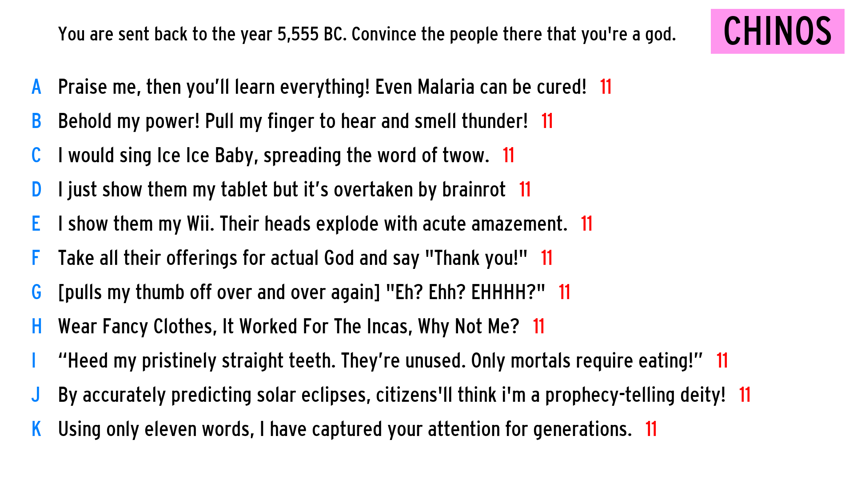 You are sent back to the year 5,555 BC. Convince the people there that you're a god.
CHINOS
A Praise me, then you’ll learn everything! Even Malaria can be cured! 11
B Behold my power! Pull my finger to hear and smell thunder! 11
C I would sing Ice Ice Baby, spreading the word of twow. 11
D I just show them my tablet but it’s overtaken by brainrot 11
E I show them my Wii. Their heads explode with acute amazement. 11
F Take all their offerings for actual God and say "Thank you!" 11
G [pulls my thumb off over and over again] "Eh? Ehh? EHHHH?" 11
H Wear Fancy Clothes, It Worked For The Incas, Why Not Me? 11
I “Heed my pristinely straight teeth. They’re unused. Only mortals require eating!” 11
J By accurately predicting solar eclipses, citizens'll think i'm a prophecy-telling deity! 11
K Using only eleven words, I have captured your attention for generations. 11